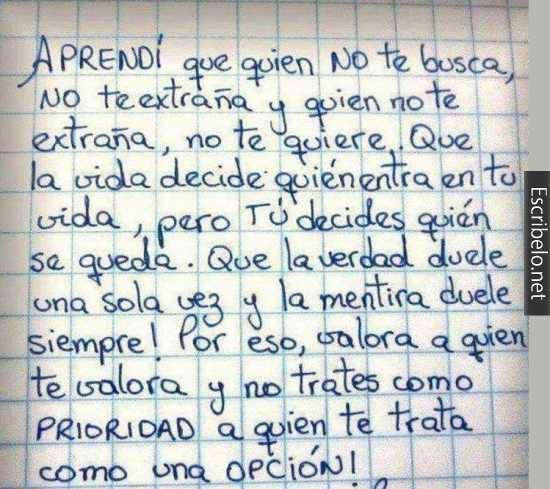 APRENDÍ que quien NO te busca,
NO te extraña y quien no te
extraña, no te quiere. Que
la vida decide quién entra en tu
vida, pero TÚ decides quién
se queda. Que la verdad duele
una sola vez y la mentira duele
siempre! Por eso, valora a quien
te valora y no trates como
PRIORIDAD a quien te trata
como una OPCIÓN!
Escribelo.net